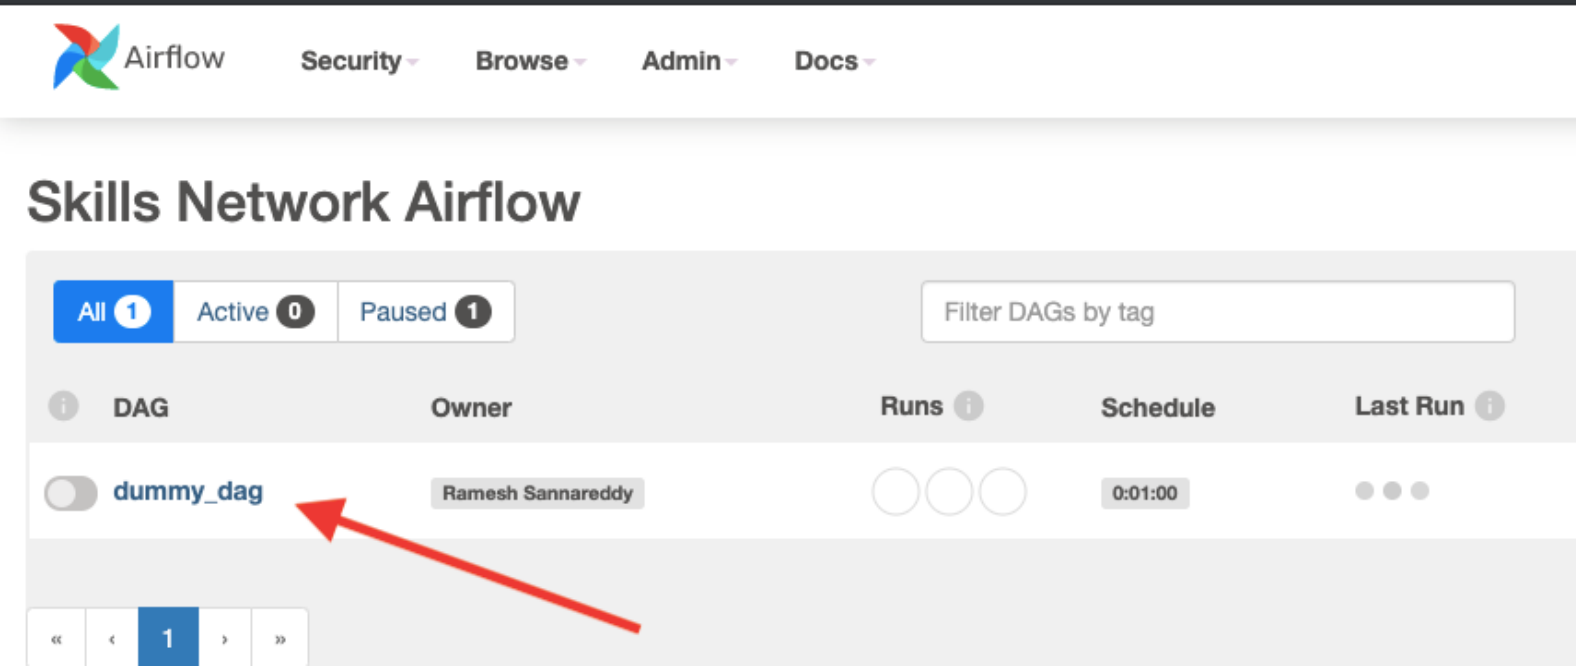 Airflow Security Browse Admin Docs
Skills Network Airflow
All 1 Active 0 Paused 1 Filter DAGs by tag
i DAG Owner Runs i Schedule Last Run i
dummy_dag Ramesh Sannareddy 0:01:00
« ‹ 1 › »